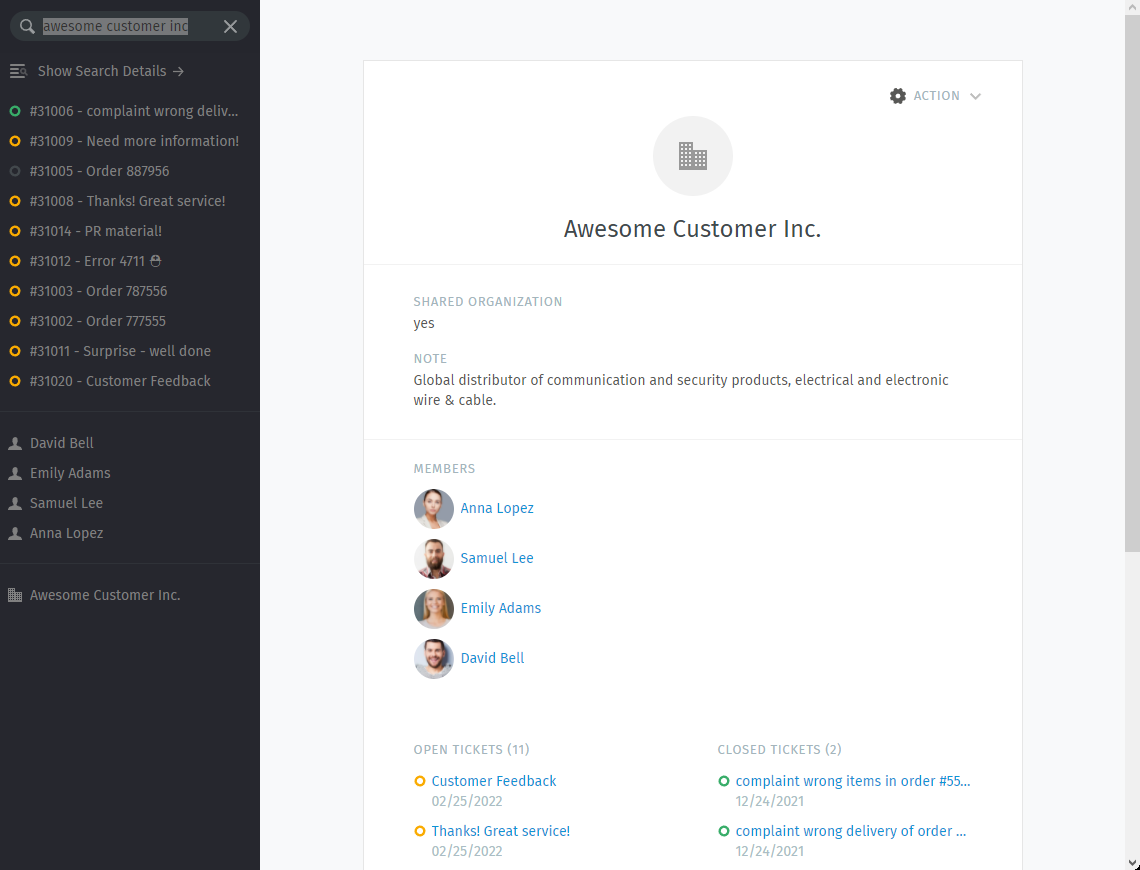 awesome customer inc
Show Search Details →
#31006 - complaint wrong deliv...
#31009 - Need more information!
#31005 - Order 887956
#31008 - Thanks! Great service!
#31014 - PR material!
#31012 - Error 4711 ⛑
#31003 - Order 787556
#31002 - Order 777555
#31011 - Surprise - well done
#31020 - Customer Feedback
David Bell
Emily Adams
Samuel Lee
Anna Lopez
Awesome Customer Inc.
ACTION
Awesome Customer Inc.
SHARED ORGANIZATION
yes
NOTE
Global distributor of communication and security products, electrical and electronic
wire & cable.
MEMBERS
Anna Lopez
Samuel Lee
Emily Adams
David Bell
OPEN TICKETS (11)
Customer Feedback
02/25/2022
Thanks! Great service!
02/25/2022
CLOSED TICKETS (2)
complaint wrong items in order #55...
12/24/2021
complaint wrong delivery of order ...
12/24/2021